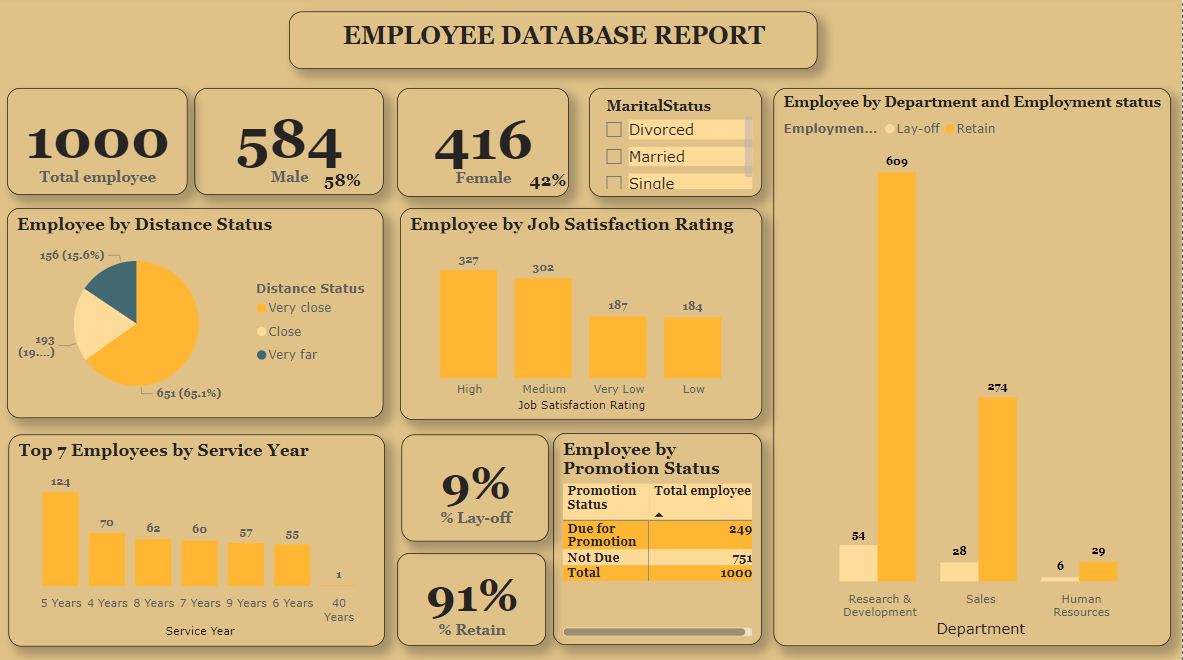 EMPLOYEE DATABASE REPORT
1000
Total employee
584
Male
58%
416
Female
42%
MaritalStatus
Divorced
Married
Single
Employee by Department and Employment status
Employmen... Lay-off Retain
609
54
28
274
6
29
Research &
Development
Sales
Human
Resources
Department
Employee by Distance Status
156 (15.6%)
193
(19....)
651 (65.1%)
Distance Status
Very close
Close
Very far
Employee by Job Satisfaction Rating
327
302
187
184
High Medium Very Low Low
Job Satisfaction Rating
Top 7 Employees by Service Year
124
70
62
60
57
55
1
5 Years 4 Years 8 Years 7 Years 9 Years 6 Years 40
Years
Service Year
9%
% Lay-off
91%
% Retain
Employee by
Promotion Status
Promotion Total employee
Status
Due for 249
Promotion
Not Due 751
Total 1000